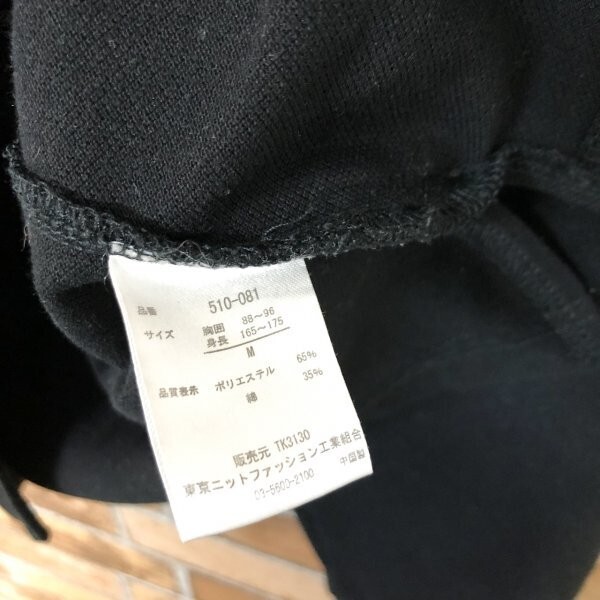 品番 510-081
サイズ 胸囲 88~96
身長 165~175
M
品質表示 ポリエステル 65%
綿 35%
販売元 TK3130
東京ニットファッション工業組合
03-5600-2100
中国製